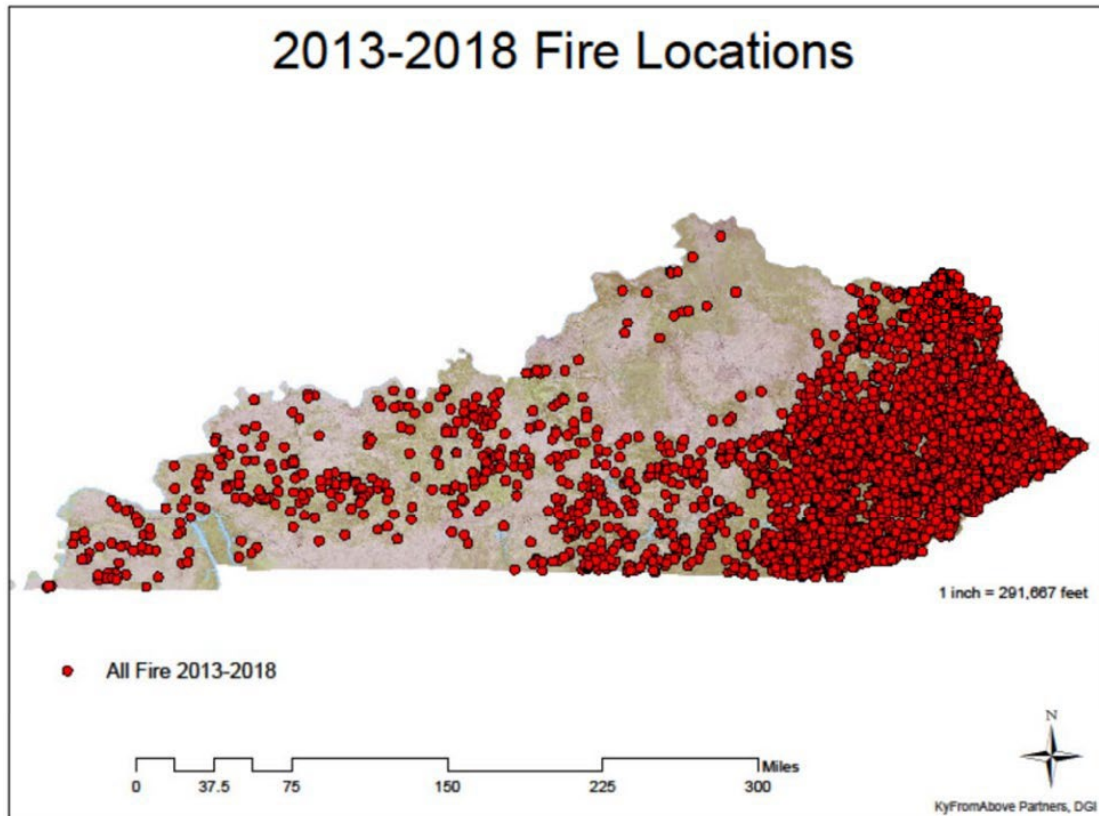 2013-2018 Fire Locations
1 inch = 291,667 feet
All Fire 2013-2018
N
Miles
0 37.5 75 150 225 300
KyFromAbove Partners, DGI